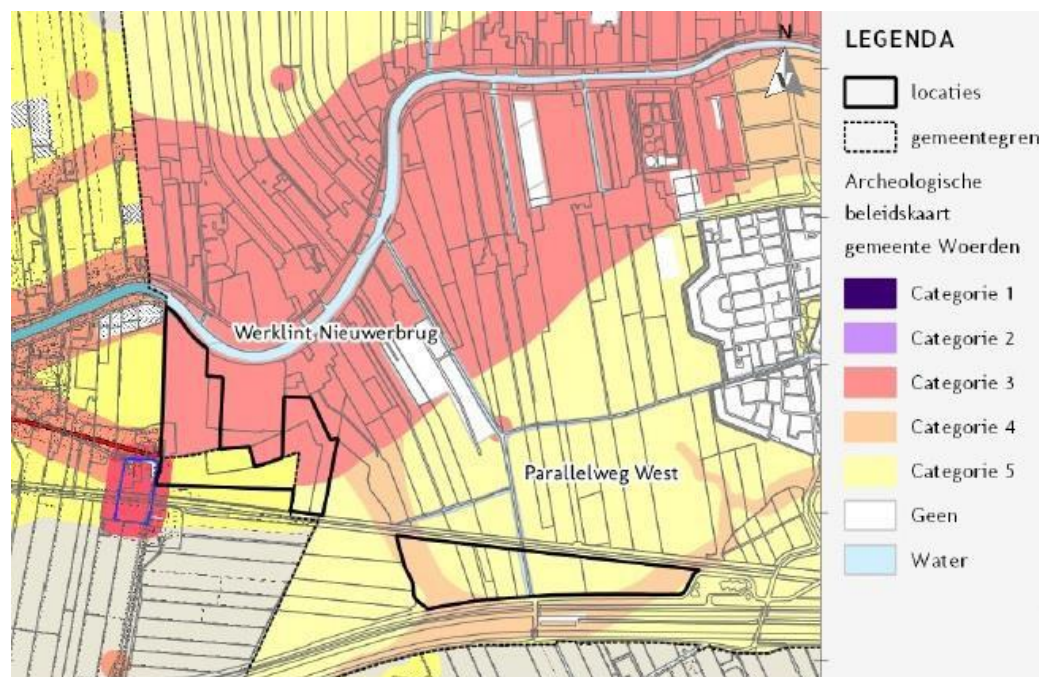 N
LEGENDA
locaties
gemeentegren
Archeologische
beleidskaart
gemeente Woerden
Categorie 1
Categorie 2
Categorie 3
Categorie 4
Categorie 5
Geen
Water
Werklint Nieuwerbrug
Parallelweg West